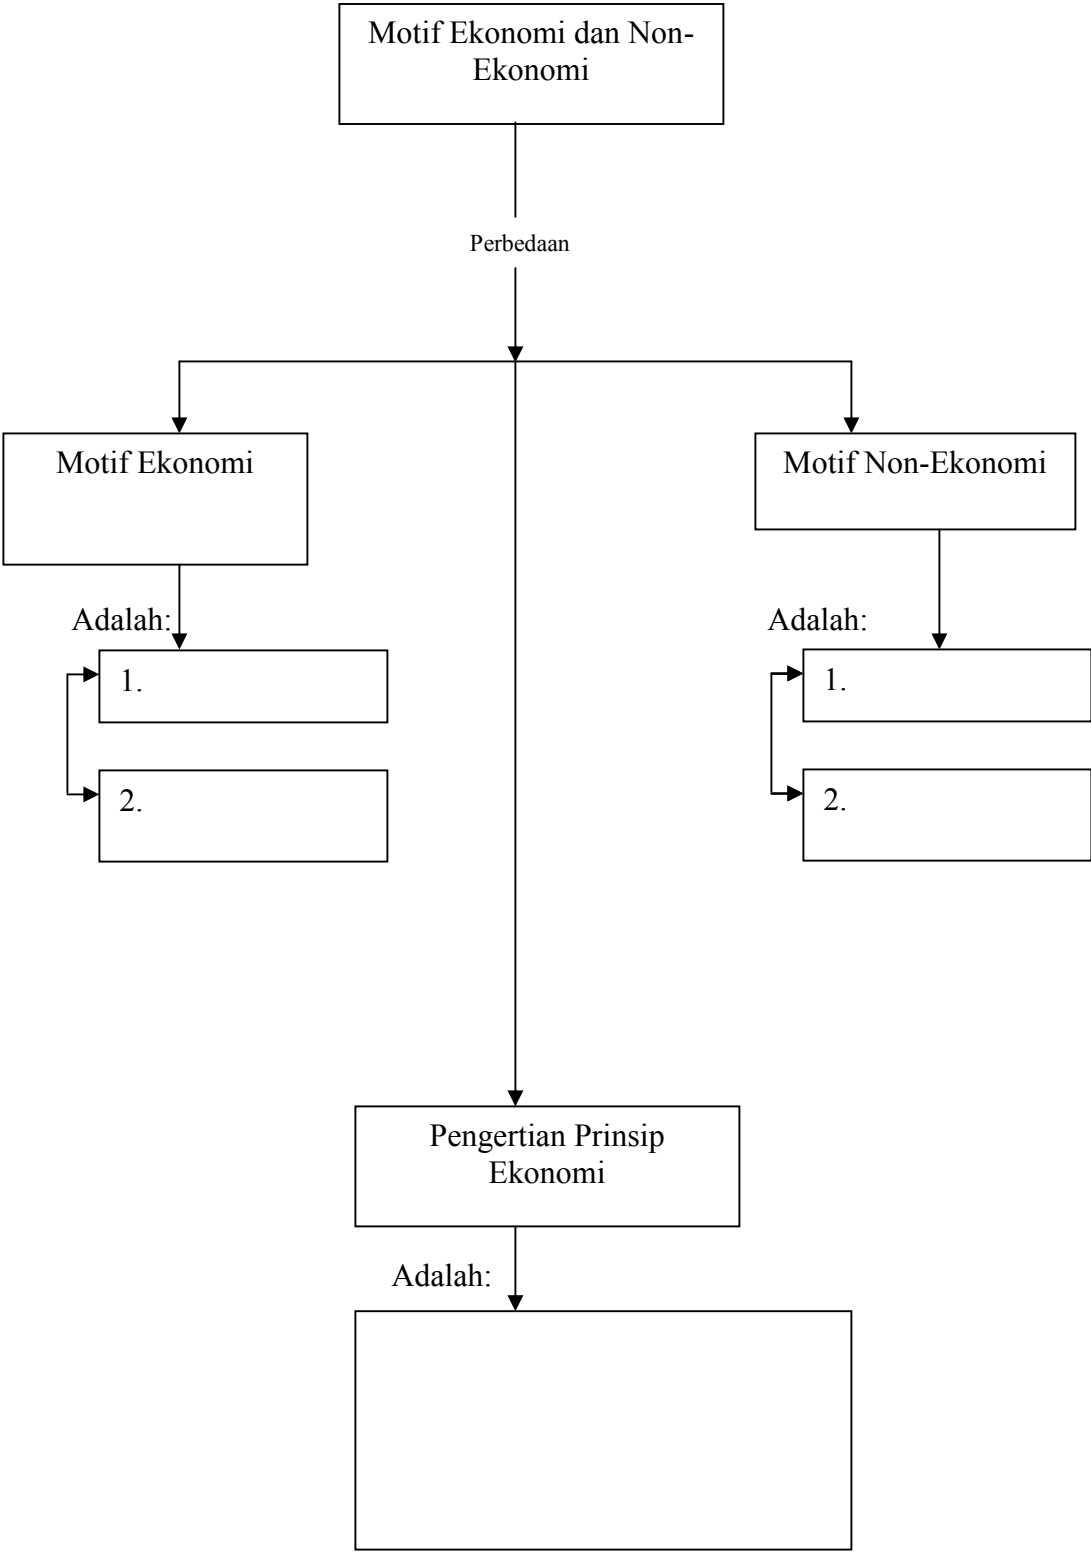 Motif Ekonomi dan Non-
Ekonomi
Perbedaan
Motif Ekonomi
Motif Non-Ekonomi
Adalah:
Adalah:
1.
1.
2.
2.
Pengertian Prinsip
Ekonomi
Adalah: